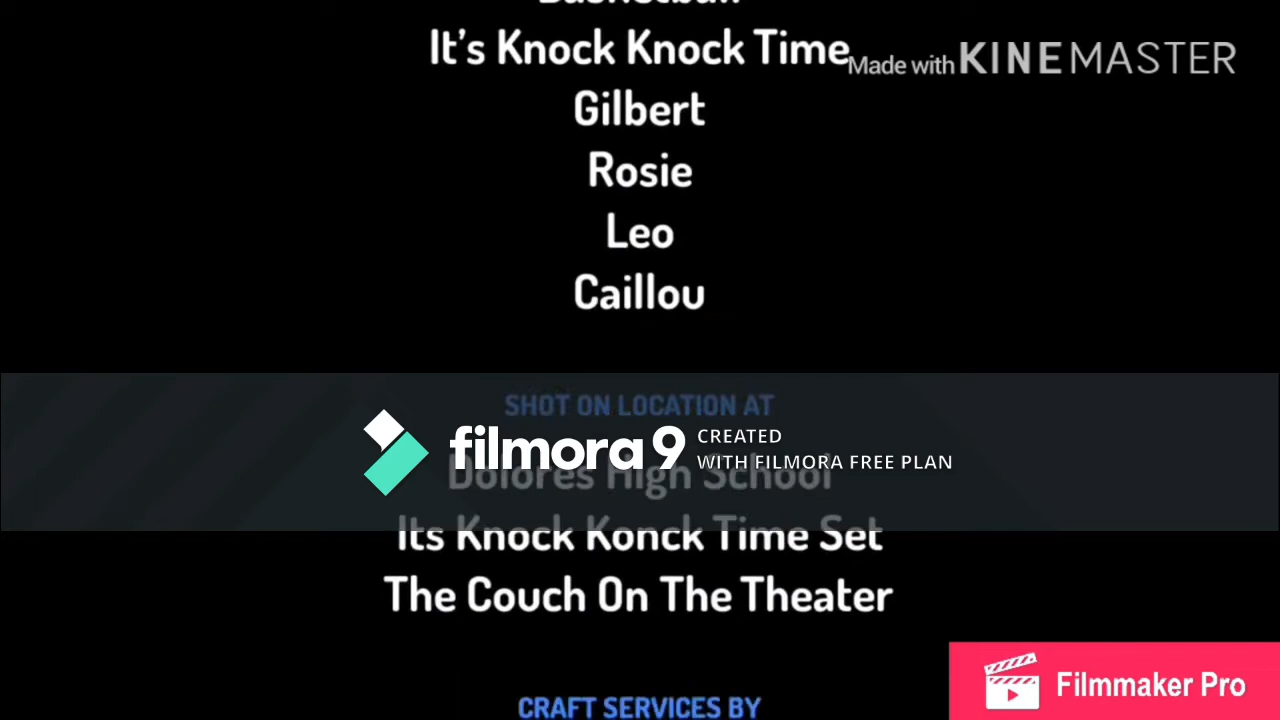 Basketball
It's Knock Knock Time
Made with KINEMASTER
Gilbert
Rosie
Leo
Caillou
SHOT ON LOCATION AT
filmora9 CREATED
WITH FILMORA FREE PLAN
Dolores High School
Its Knock Konck Time Set
The Couch On The Theater
Filmmaker Pro
CRAFT SERVICES BY